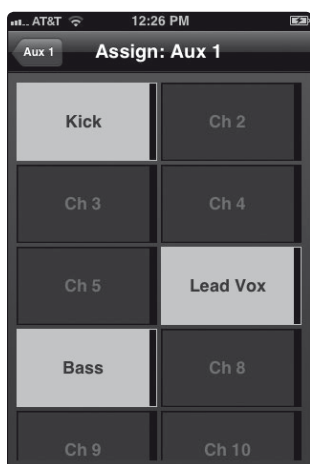 AT&T 12:26 PM
Aux 1 Assign: Aux 1
Kick Ch 2
Ch 3 Ch 4
Ch 5 Lead Vox
Bass Ch 8
Ch 9 Ch 10